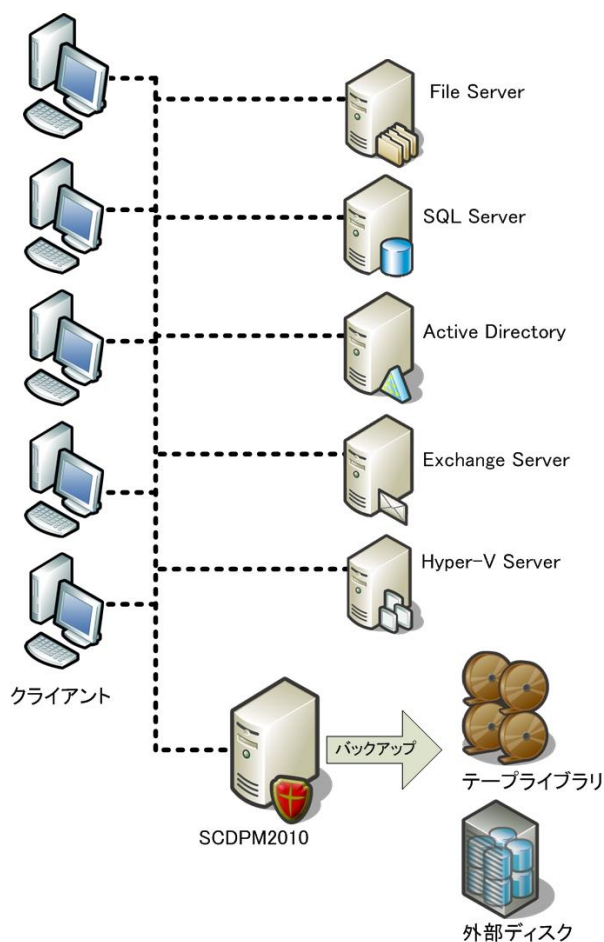 File Server
SQL Server
Active Directory
Exchange Server
Hyper-V Server
クライアント
バックアップ
テープライブラリ
SCDPM2010
外部ディスク